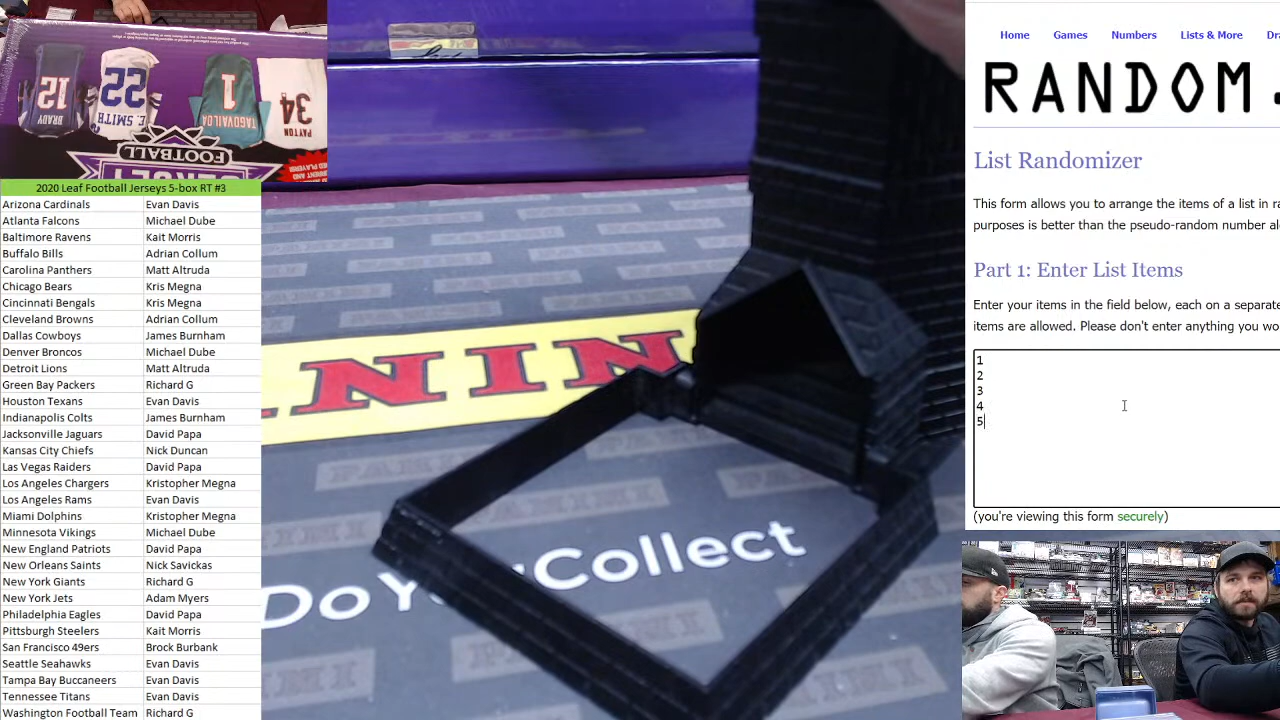 BRADY
12
E. SMITH
22
TAGOVAILOA
1
PAYTON
34
FOOTBALL
2020 Leaf Football Jerseys 5-box RT #3
Arizona Cardinals Evan Davis
Atlanta Falcons Michael Dube
Baltimore Ravens Kait Morris
Buffalo Bills Adrian Collum
Carolina Panthers Matt Altruda
Chicago Bears Kris Megna
Cincinnati Bengals Kris Megna
Cleveland Browns Adrian Collum
Dallas Cowboys James Burnham
Denver Broncos Michael Dube
Detroit Lions Matt Altruda
Green Bay Packers Richard G
Houston Texans Evan Davis
Indianapolis Colts James Burnham
Jacksonville Jaguars David Papa
Kansas City Chiefs Nick Duncan
Las Vegas Raiders David Papa
Los Angeles Chargers Kristopher Megna
Los Angeles Rams Evan Davis
Miami Dolphins Kristopher Megna
Minnesota Vikings Michael Dube
New England Patriots David Papa
New Orleans Saints Nick Savickas
New York Giants Richard G
New York Jets Adam Myers
Philadelphia Eagles David Papa
Pittsburgh Steelers Kait Morris
San Francisco 49ers Brock Burbank
Seattle Seahawks Evan Davis
Tampa Bay Buccaneers Evan Davis
Tennessee Titans Evan Davis
Washington Football Team Richard G
NINI
DoY Collect
Home Games Numbers Lists & More Dra
RANDOM.
List Randomizer
This form allows you to arrange the items of a list in ra
purposes is better than the pseudo-random number al
Part 1: Enter List Items
Enter your items in the field below, each on a separate
items are allowed. Please don't enter anything you wo
1
2
3
4
5
(you're viewing this form securely)